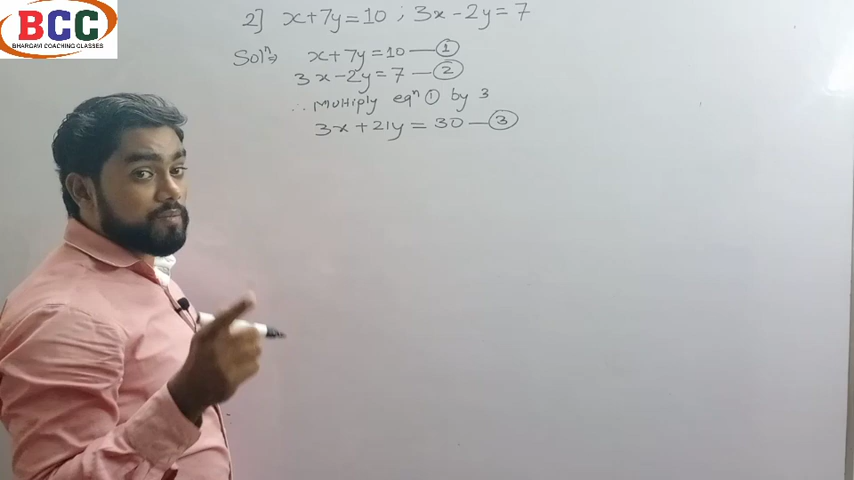 BCC
BHARGAVI COACHING CLASSES
2] x+7y=10 ; 3x-2y=7
Solⁿ⇒ x+7y=10—①
3x-2y=7—②
∴ Multiply eqⁿ ① by 3
3x+21y=30—③